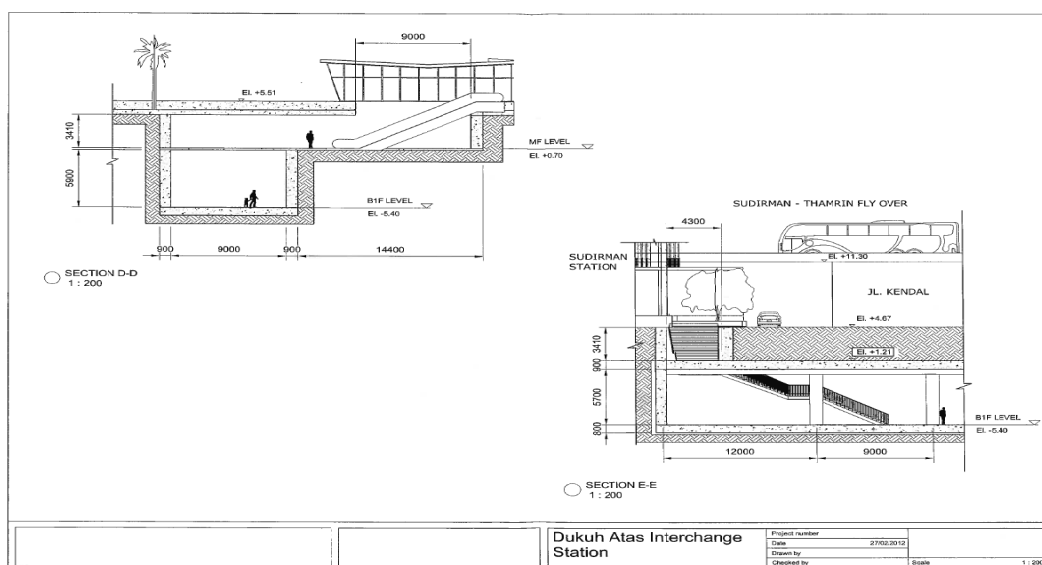 9000
El. +5.51
3410
MF LEVEL
El. +0.70
5900
B1F LEVEL
El. -5.40
900
9000
900
14400
SECTION D-D
1 : 200
SUDIRMAN - THAMRIN FLY OVER
4300
SUDIRMAN
STATION
El. +11.30
JL. KENDAL
El. +4.67
3410
El. +1.21
900
5700
B1F LEVEL
El. -5.40
800
12000
9000
SECTION E-E
1 : 200
Dukuh Atas Interchange
Station
Project number
Date 27/02/2012
Drawn by
Checked by
Scale 1 : 200